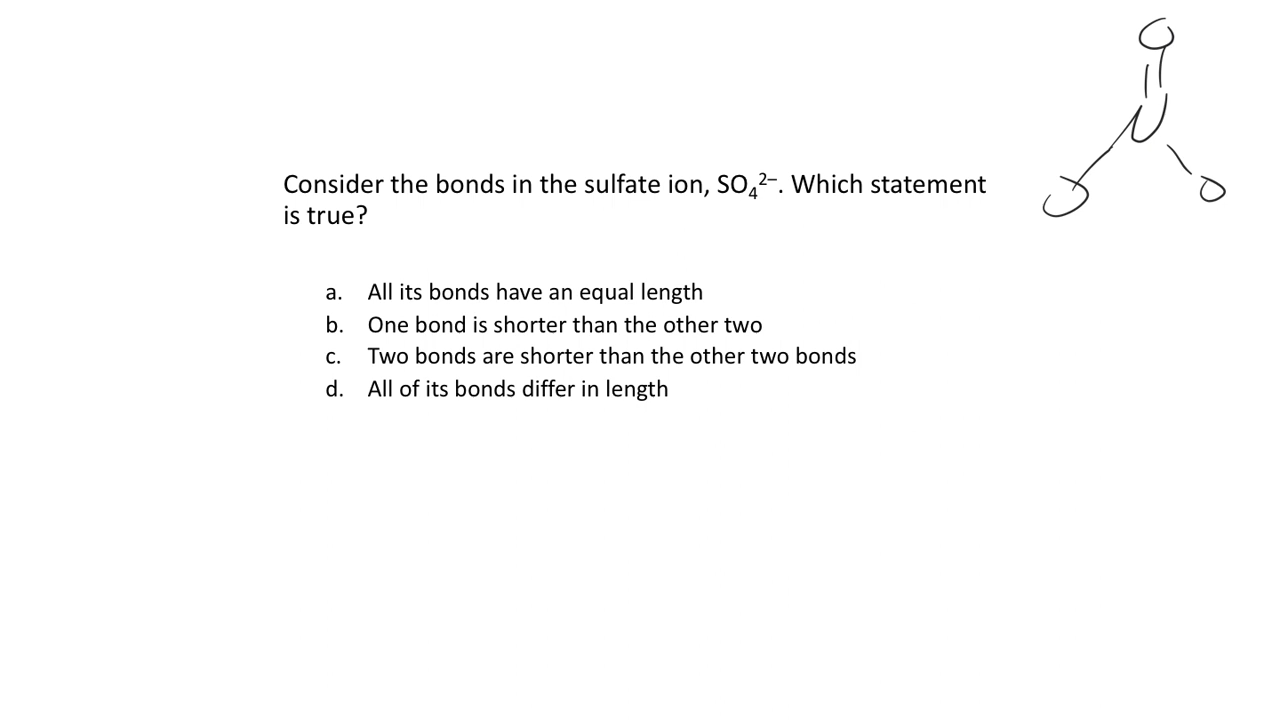 Consider the bonds in the sulfate ion, SO₄²⁻. Which statement
is true?
a. All its bonds have an equal length
b. One bond is shorter than the other two
c. Two bonds are shorter than the other two bonds
d. All of its bonds differ in length